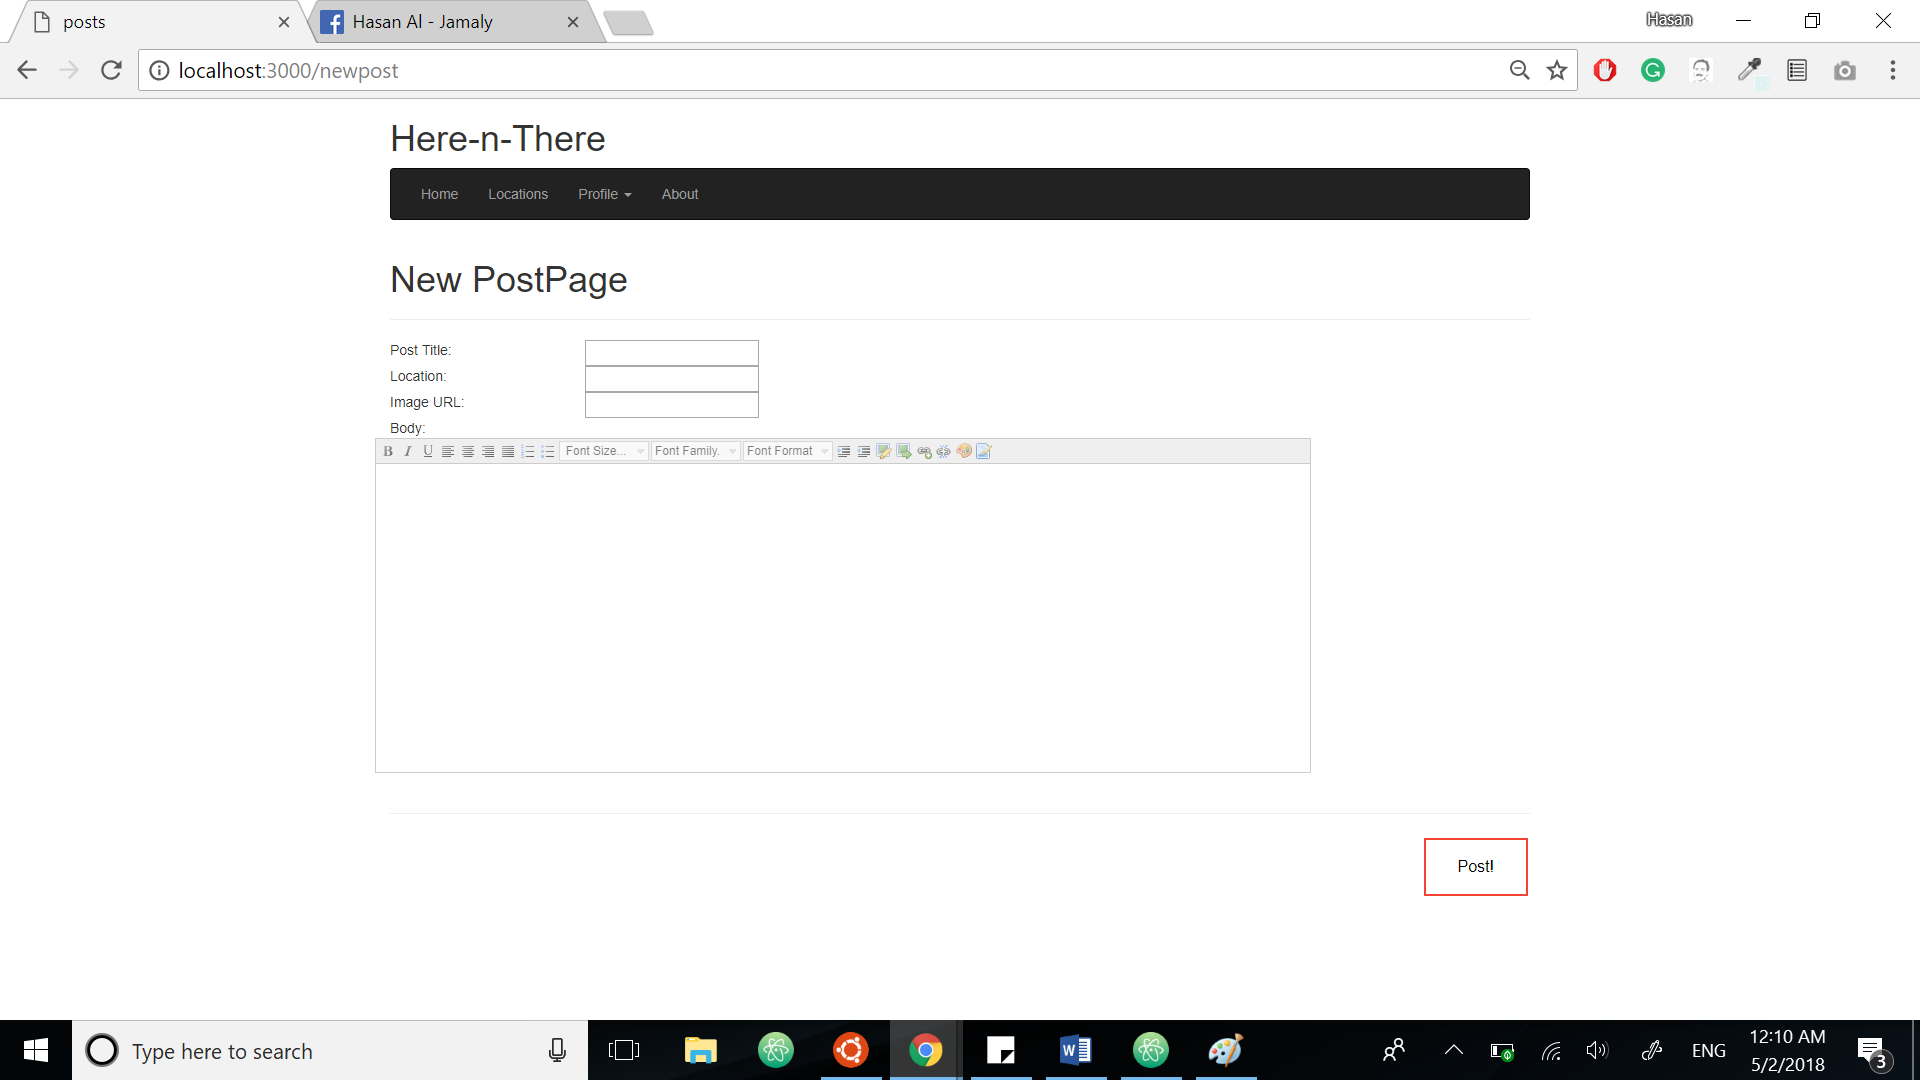 posts
Hasan Al - Jamaly
Hasan
localhost:3000/newpost
Here-n-There
Home Locations Profile About
New PostPage
Post Title:
Location:
Image URL:
Body:
B I U Font Size... Font Family. Font Format
Post!
Type here to search
ENG
12:10 AM
5/2/2018
3